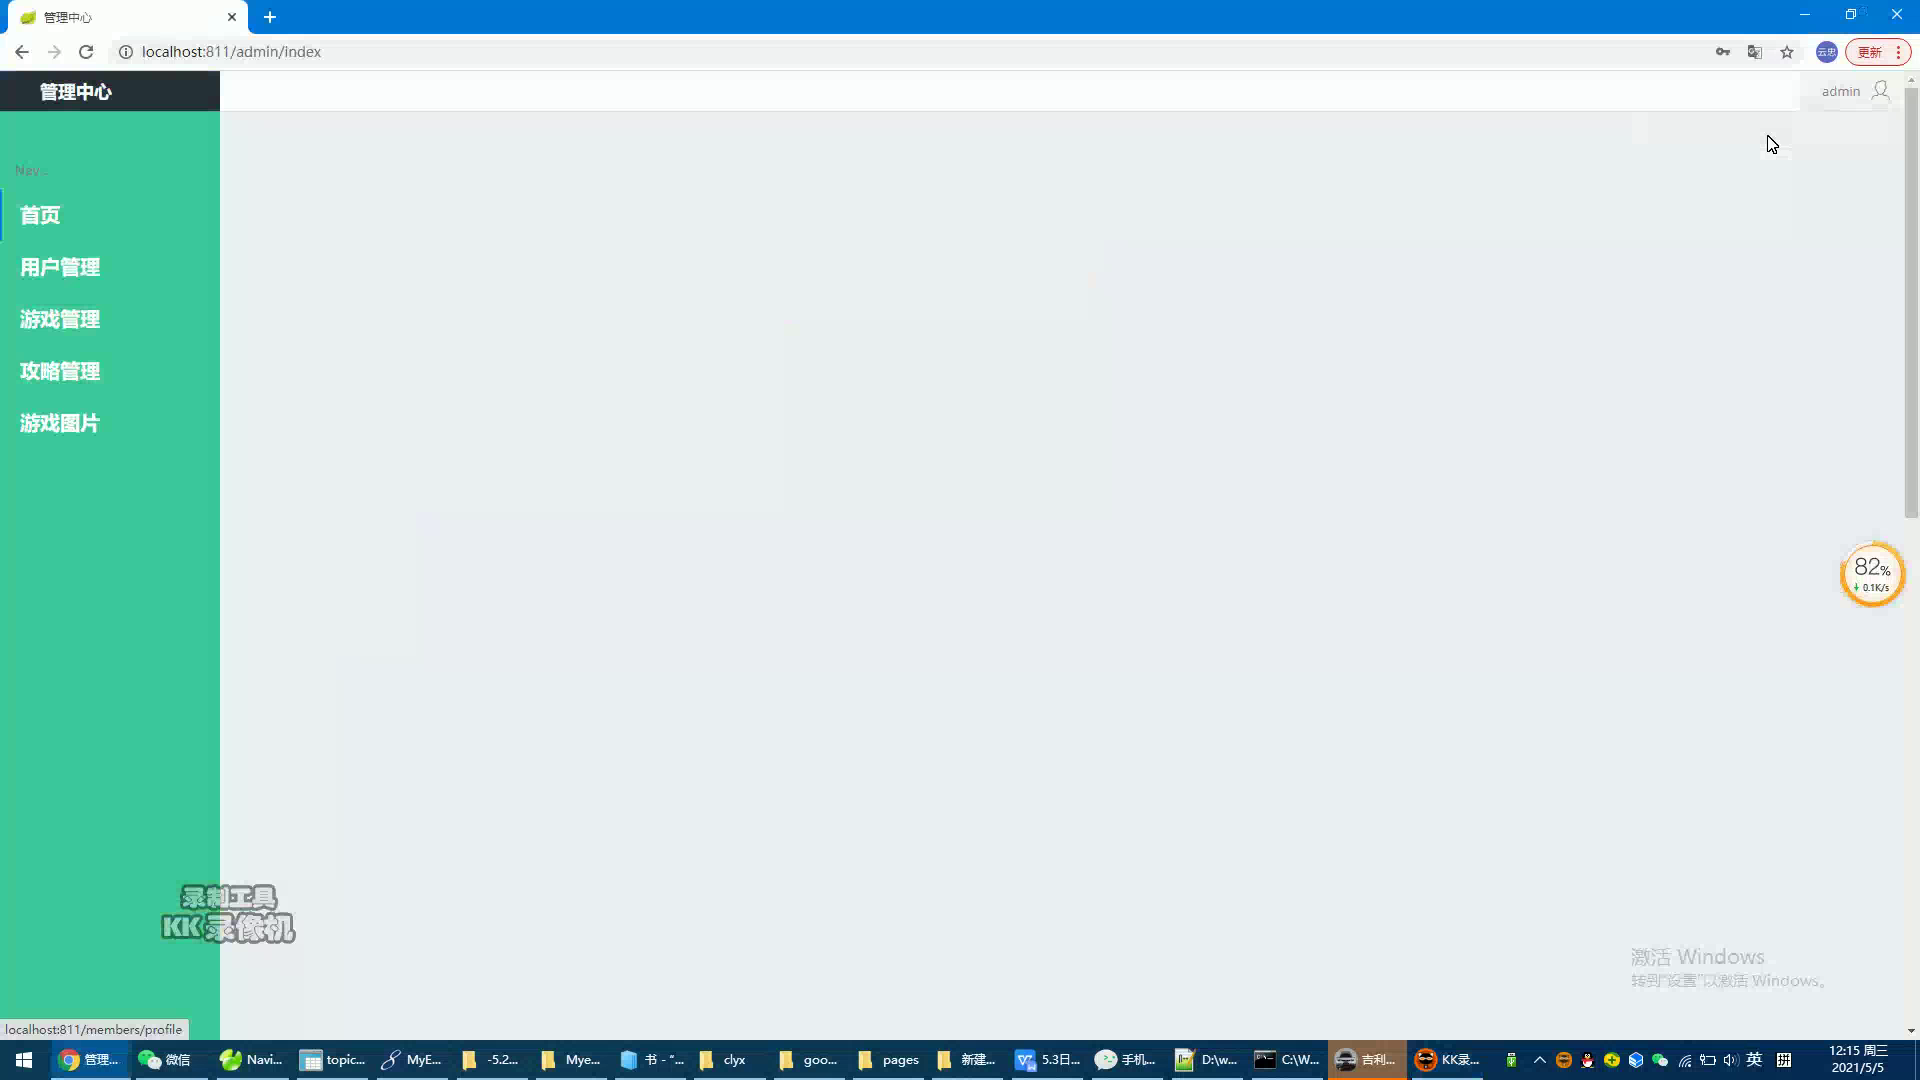 管理中心
localhost:811/admin/index
更新
管理中心
admin
Nav...
首页
用户管理
游戏管理
攻略管理
游戏图片
82%
0.1K/s
录制工具
KK 录像机
激活 Windows
转到"设置"以激活 Windows。
localhost:811/members/profile
管理... 微信 Navi... topic... MyE... -5.2... Mye... 书 - "... clyx goo... pages 新建... 5.3日... 手机... D:\w... C:\W... 吉利... KK录... 英 拼 12:15 周三
2021/5/5